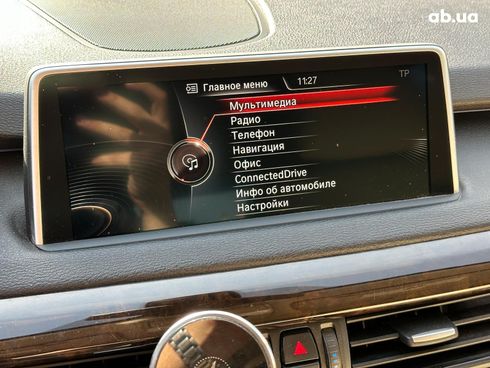 ab.ua
Главное меню 11:27 TP
Мультимедиа
Радио
Телефон
Навигация
Офис
ConnectedDrive
Инфо об автомобиле
Настройки